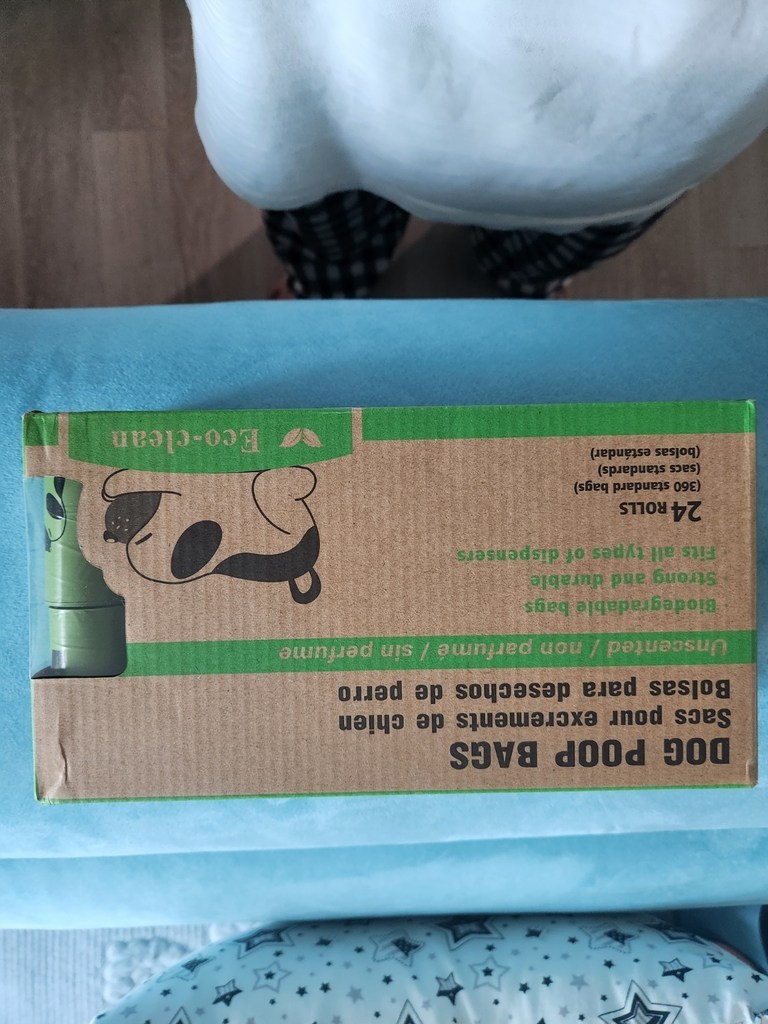 DOG POOP BAGS
Sacs pour excrements de chien
Bolsas para desechos de perro
Unscented / non parfumé / sin perfume
Biodegradable bags
Strong and durable
Fits all types of dispensers
24 ROLLS
(360 standard bags)
(sacs standards)
(bolsas estándar)
Eco-clean